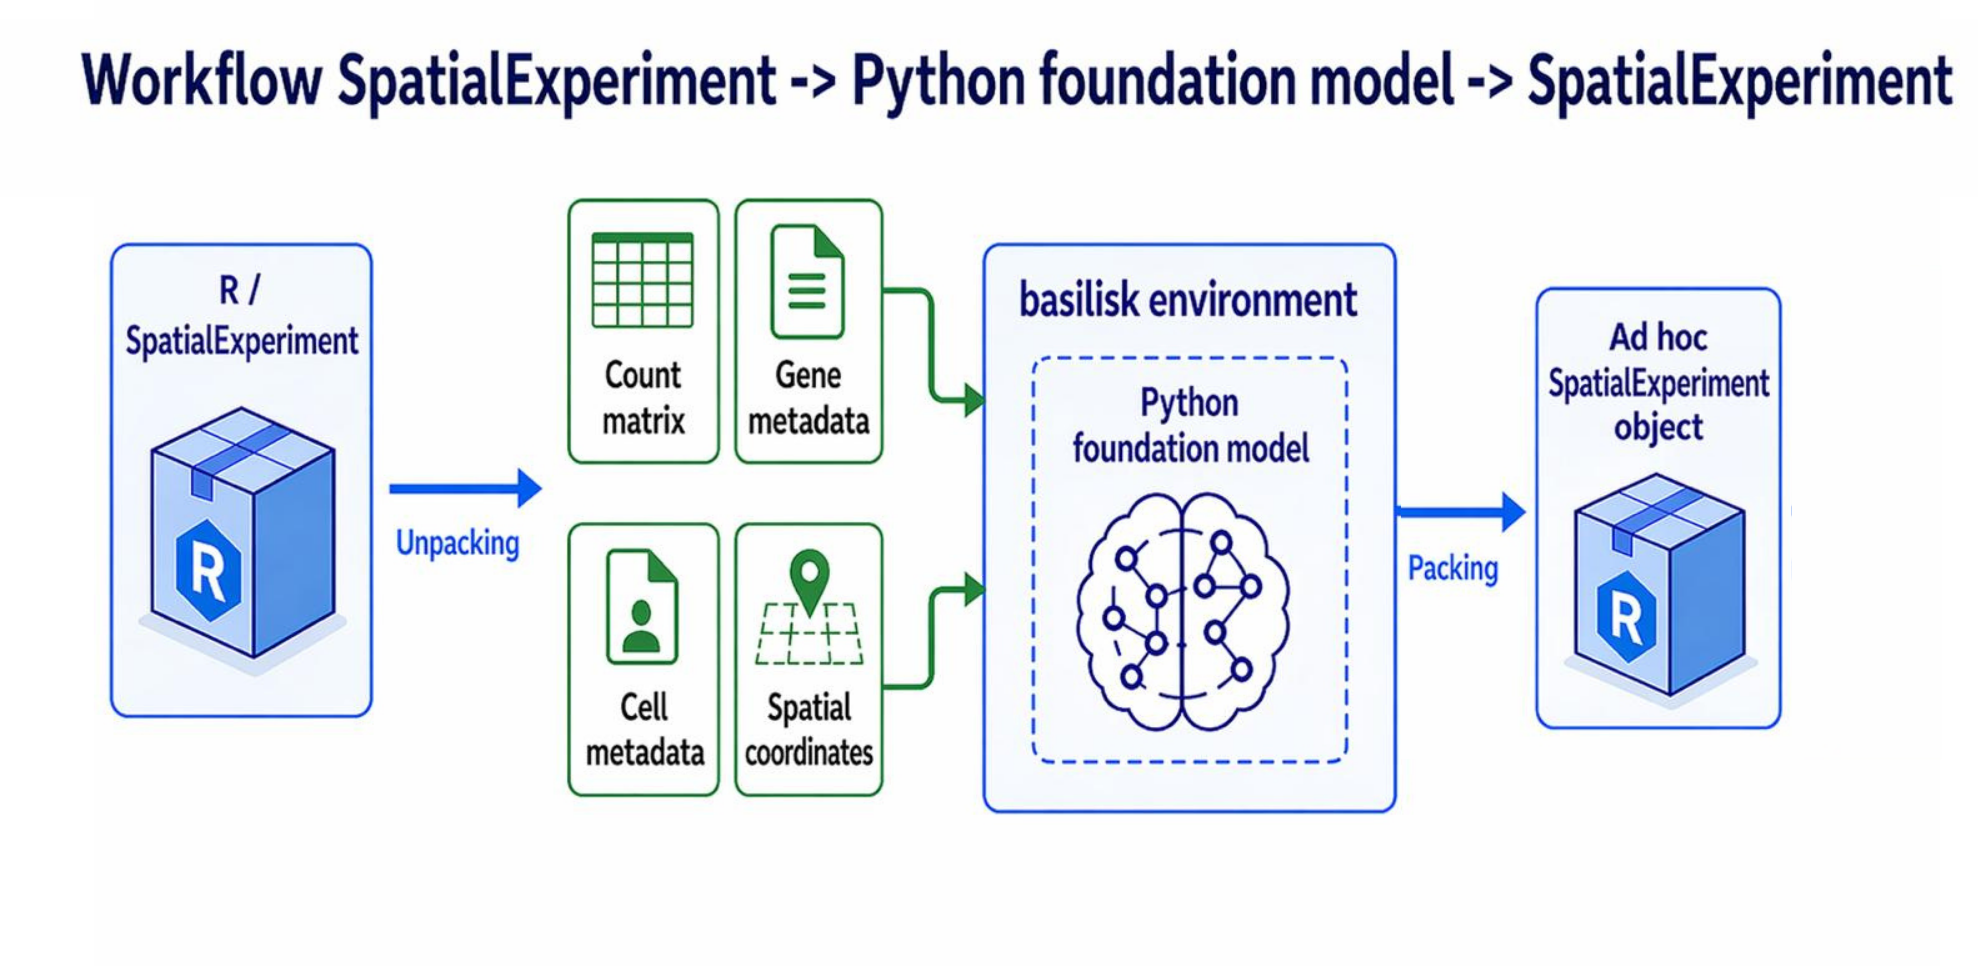 Workflow SpatialExperiment -> Python foundation model -> SpatialExperiment
R /
SpatialExperiment
R
Unpacking
Count
matrix
Gene
metadata
Cell
metadata
Spatial
coordinates
basilisk environment
Python
foundation model
Packing
Ad hoc
SpatialExperiment
object
R